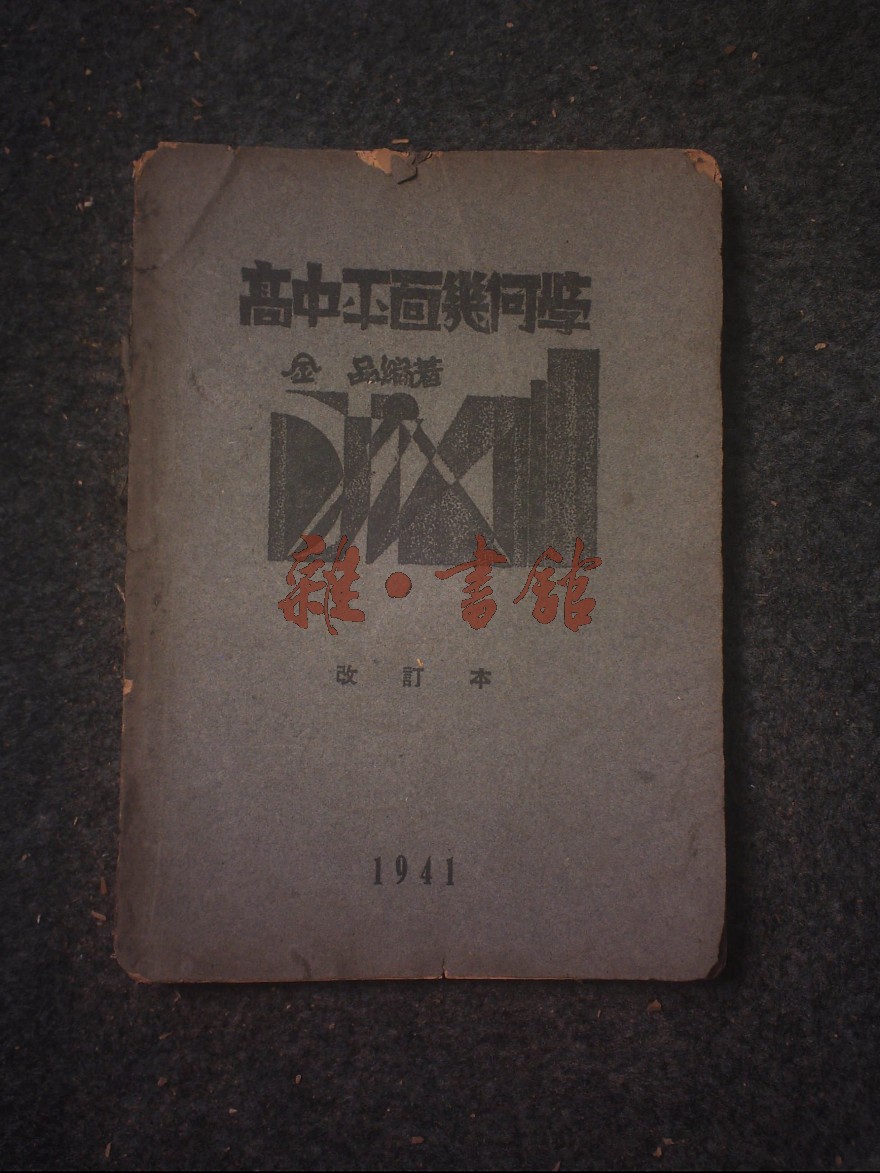 高中平面幾何學
金 品編著
雜·書館
改訂本
1941